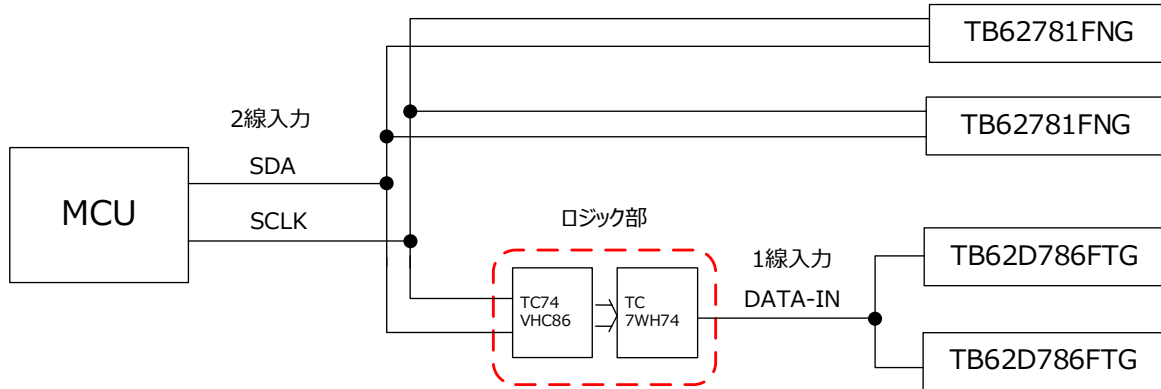 TB62781FNG
2線入力
TB62781FNG
SDA
MCU
SCLK
ロジック部
1線入力
TB62D786FTG
DATA-IN
TC74
VHC86
TC
7WH74
TB62D786FTG